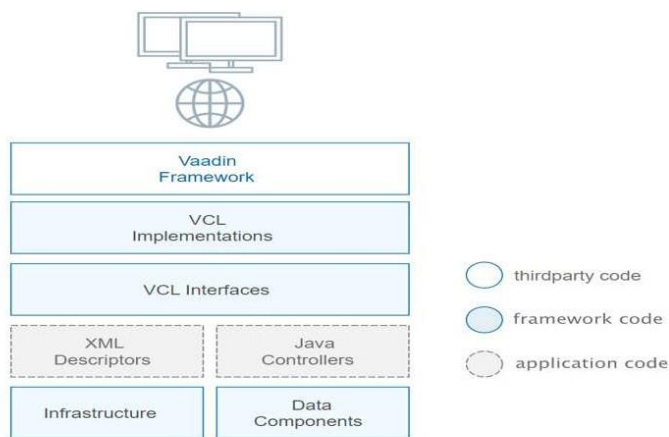 Vaadin
Framework
VCL
Implementations
VCL Interfaces
XML
Descriptors
Java
Controllers
Infrastructure
Data
Components
thirdparty code
framework code
application code